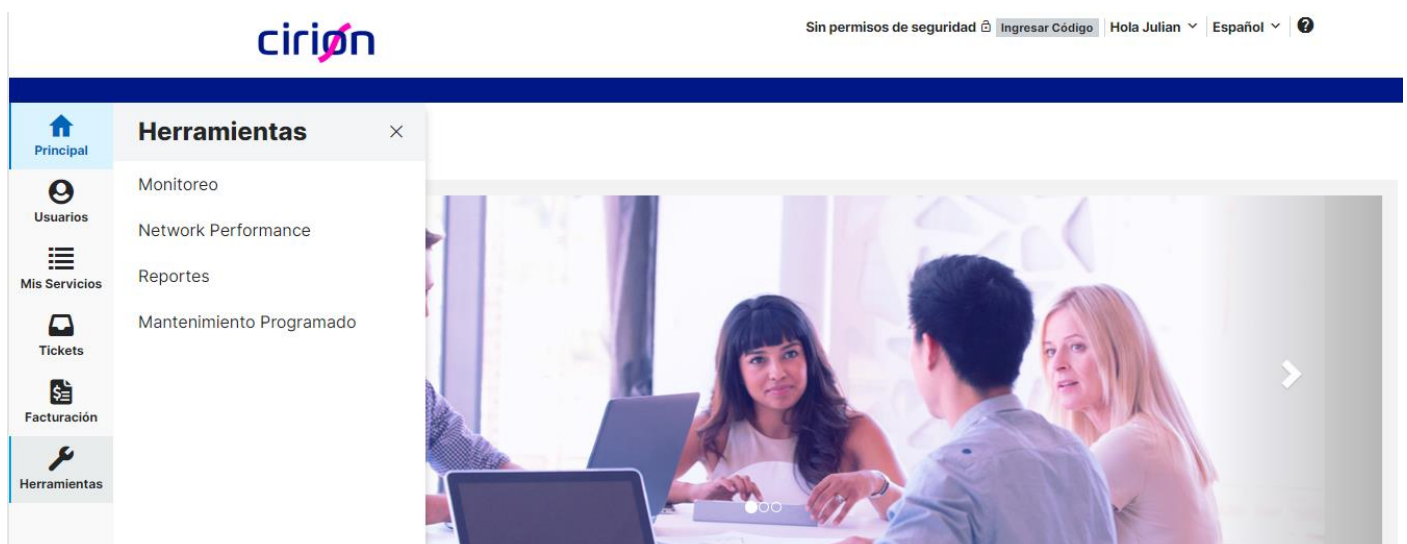 cirion
Sin permisos de seguridad Ingresar Código Hola Julian Español ?
Principal
Usuarios
Mis Servicios
Tickets
Facturación
Herramientas
Herramientas ×
Monitoreo
Network Performance
Reportes
Mantenimiento Programado